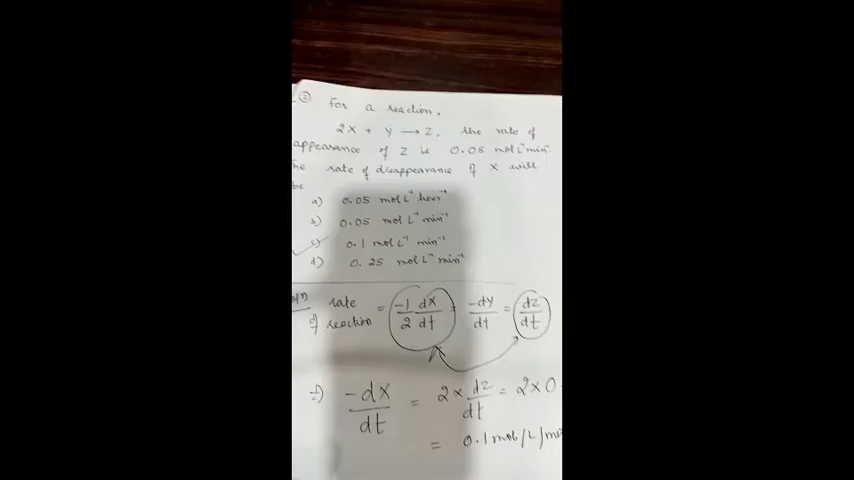 ② For a reaction,
2X + Y → Z, the rate of
appearance of Z is 0.05 mol L⁻¹ min⁻¹
the rate of disappearance of X will
be
a) 0.05 mol L⁻¹ hour⁻¹
b) 0.05 mol L⁻¹ min⁻¹
c) 0.1 mol L⁻¹ min⁻¹
d) 0.25 mol L⁻¹ min⁻¹
rate of reaction = -1/2 dX/dt = -dY/dt = dZ/dt
⇒ -dX/dt = 2 × dZ/dt = 2 × 0.
= 0.1 mol/L/min